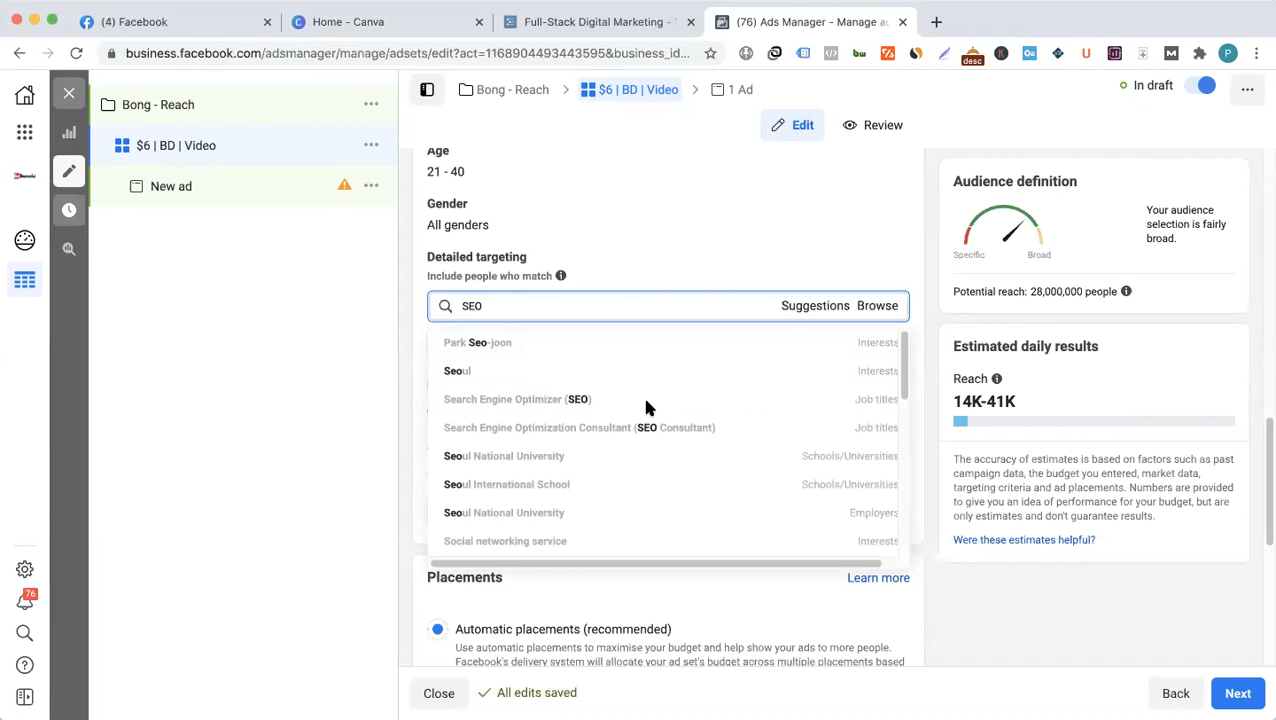 (4) Facebook
Home - Canva
Full-Stack Digital Marketing -
(76) Ads Manager - Manage a
business.facebook.com/adsmanager/manage/adsets/edit?act=1168904493443595&business_id...
desc
bw
P
Bong - Reach
$6 | BD | Video
New ad
Bong - Reach
$6 | BD | Video
1 Ad
In draft
Edit
Review
Age
21 - 40
Gender
All genders
Detailed targeting
Include people who match
SEO
Suggestions
Browse
Park Seo-joon
Interests
Seoul
Interests
Search Engine Optimizer (SEO)
Job titles
Search Engine Optimization Consultant (SEO Consultant)
Job titles
Seoul National University
Schools/Universities
Seoul International School
Schools/Universities
Seoul National University
Employers
Social networking service
Interests
Placements
Learn more
Automatic placements (recommended)
Use automatic placements to maximise your budget and help show your ads to more people.
Facebook's delivery system will allocate your ad set's budget across multiple placements based
Audience definition
Specific
Broad
Your audience
selection is fairly
broad.
Potential reach: 28,000,000 people
Estimated daily results
Reach
14K-41K
The accuracy of estimates is based on factors such as past
campaign data, the budget you entered, market data,
targeting criteria and ad placements. Numbers are provided
to give you an idea of performance for your budget, but are
only estimates and don't guarantee results.
Were these estimates helpful?
76
Close
All edits saved
Back
Next